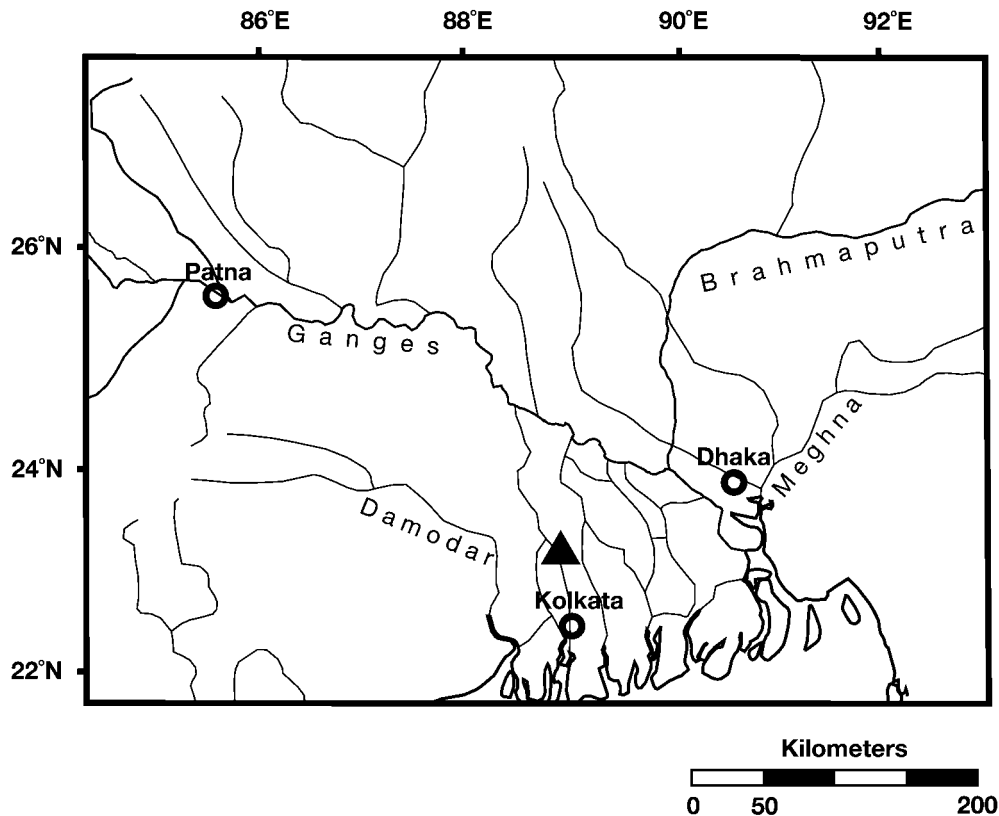 86°E 88°E 90°E 92°E
26°N
Patna
Brahmaputra
Ganges
24°N
Dhaka
Meghna
Damodar
Kolkata
22°N
Kilometers
0 50 200